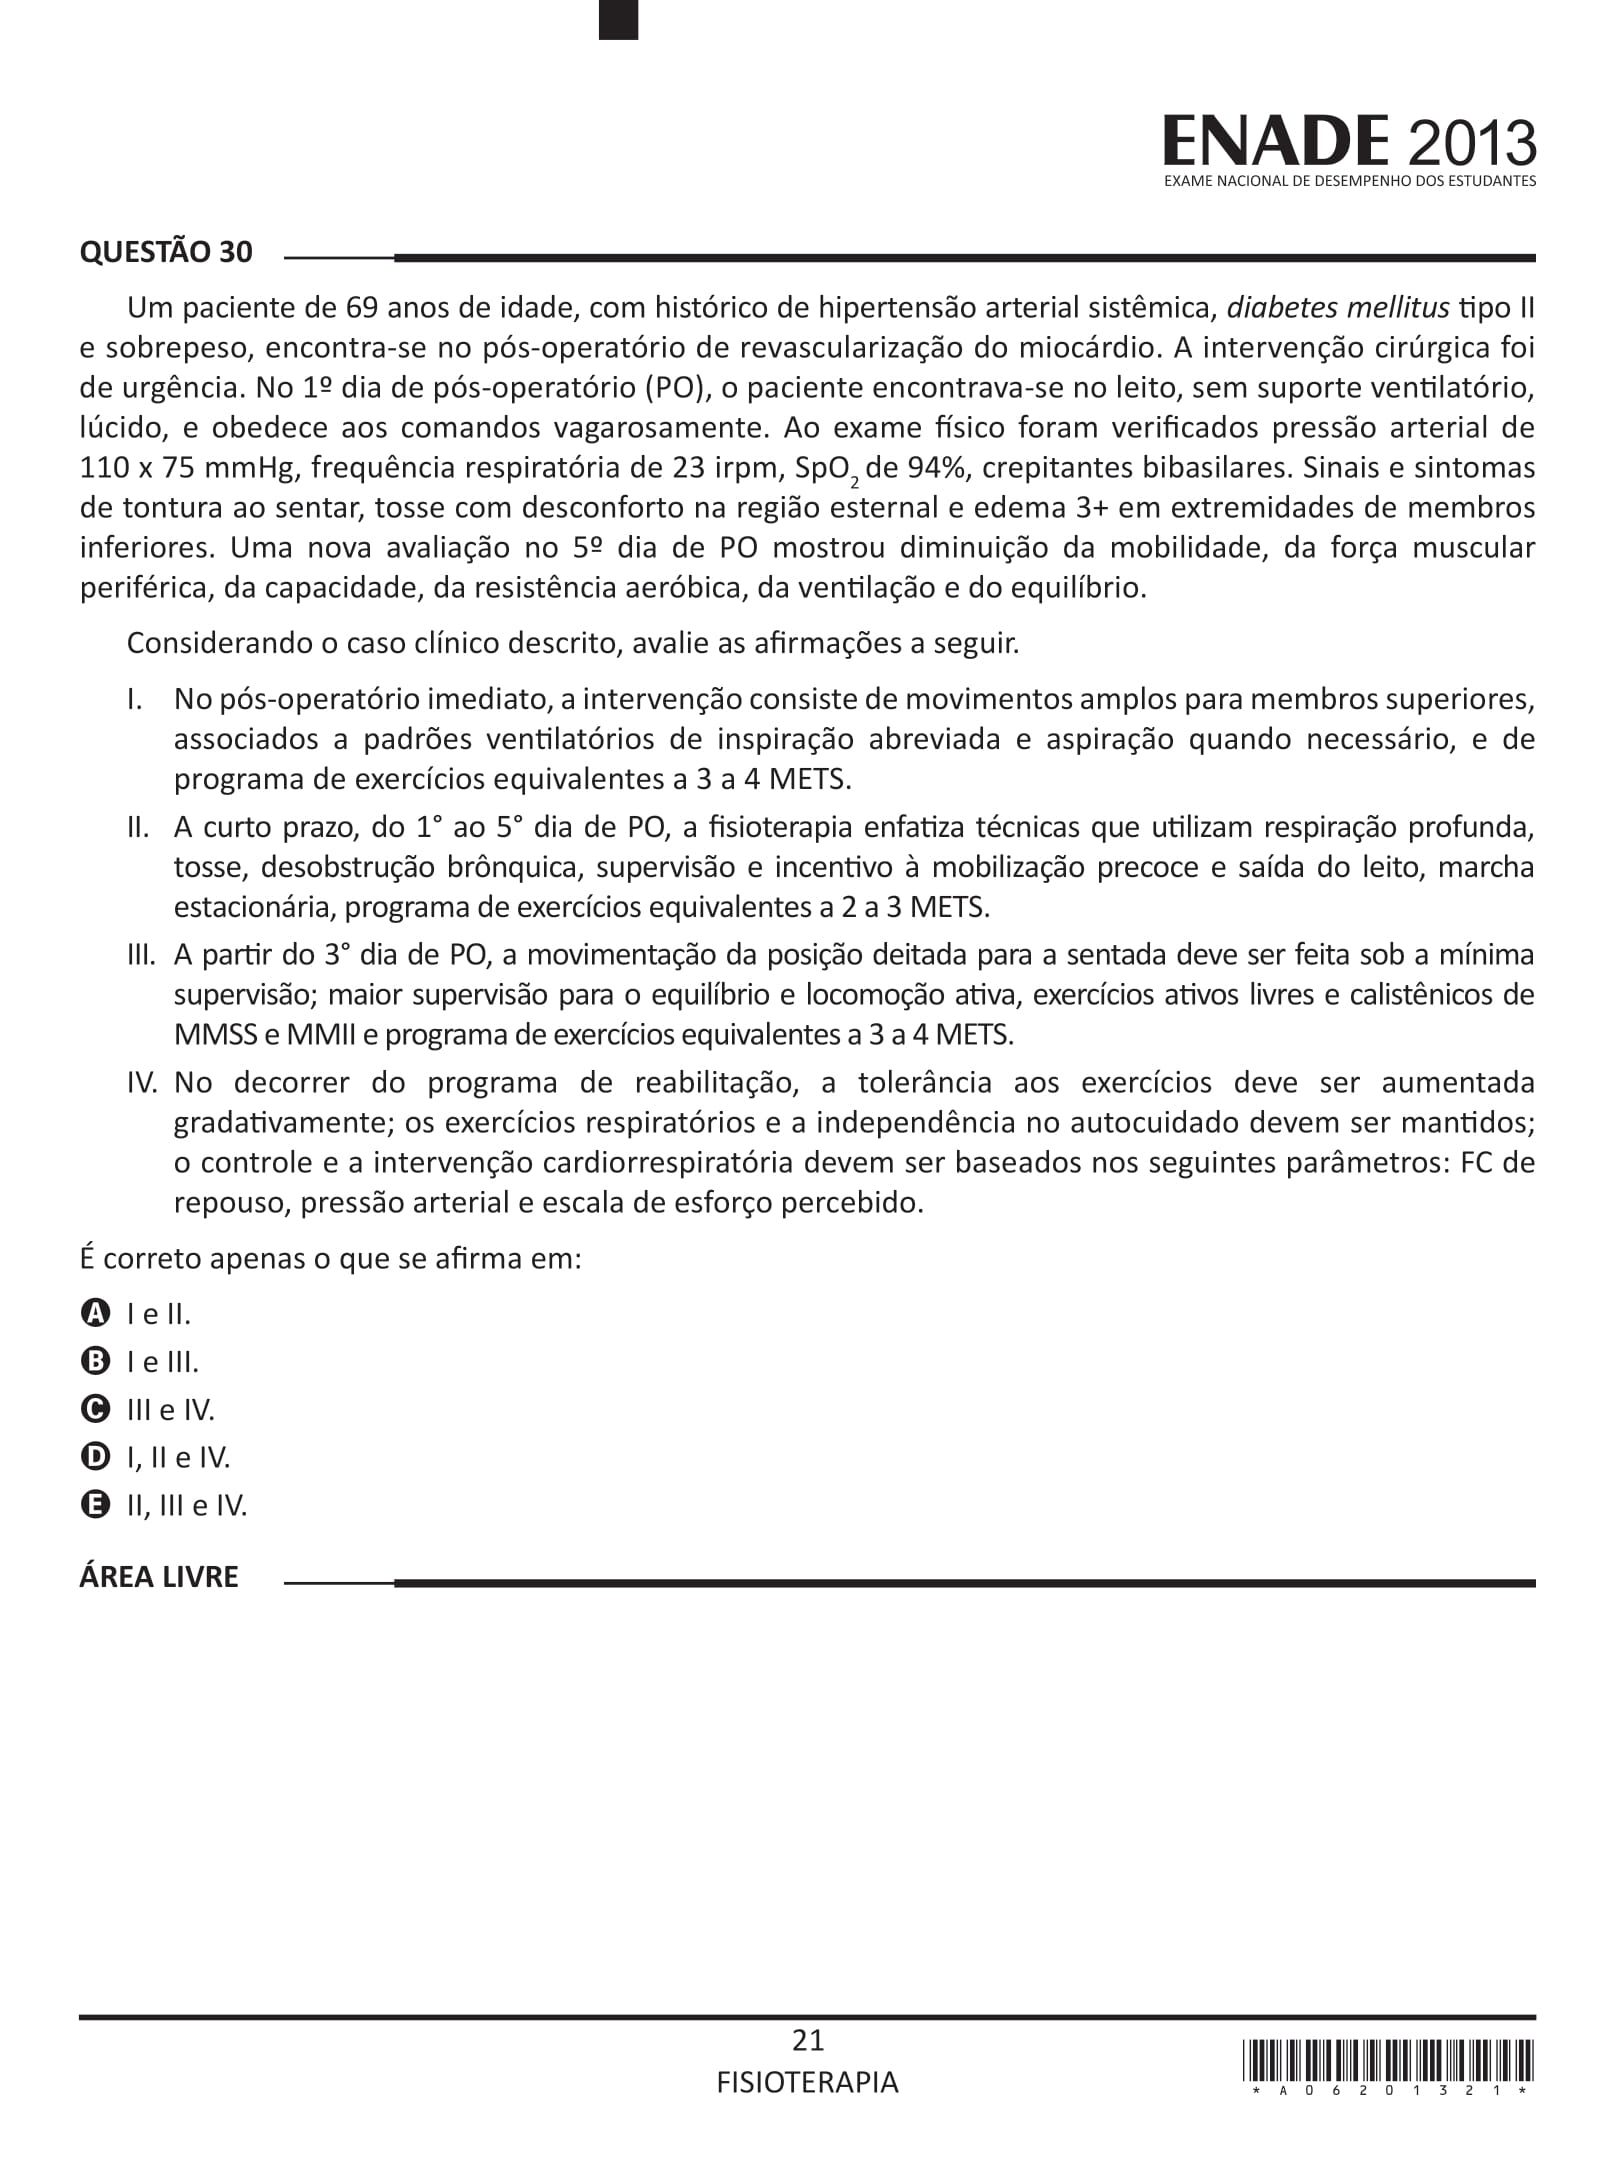 ENADE 2013
EXAME NACIONAL DE DESEMPENHO DOS ESTUDANTES
QUESTÃO 30
Um paciente de 69 anos de idade, com histórico de hipertensão arterial sistêmica, diabetes mellitus tipo II
e sobrepeso, encontra-se no pós-operatório de revascularização do miocárdio. A intervenção cirúrgica foi
de urgência. No 1º dia de pós-operatório (PO), o paciente encontrava-se no leito, sem suporte ventilatório,
lúcido, e obedece aos comandos vagarosamente. Ao exame físico foram verificados pressão arterial de
110 x 75 mmHg, frequência respiratória de 23 irpm, SpO2 de 94%, crepitantes bibasilares. Sinais e sintomas
de tontura ao sentar, tosse com desconforto na região esternal e edema 3+ em extremidades de membros
inferiores. Uma nova avaliação no 5º dia de PO mostrou diminuição da mobilidade, da força muscular
periférica, da capacidade, da resistência aeróbica, da ventilação e do equilíbrio.
Considerando o caso clínico descrito, avalie as afirmações a seguir.
I. No pós-operatório imediato, a intervenção consiste de movimentos amplos para membros superiores,
associados a padrões ventilatórios de inspiração abreviada e aspiração quando necessário, e de
programa de exercícios equivalentes a 3 a 4 METS.
II. A curto prazo, do 1° ao 5° dia de PO, a fisioterapia enfatiza técnicas que utilizam respiração profunda,
tosse, desobstrução brônquica, supervisão e incentivo à mobilização precoce e saída do leito, marcha
estacionária, programa de exercícios equivalentes a 2 a 3 METS.
III. A partir do 3° dia de PO, a movimentação da posição deitada para a sentada deve ser feita sob a mínima
supervisão; maior supervisão para o equilíbrio e locomoção ativa, exercícios ativos livres e calistênicos de
MMSS e MMII e programa de exercícios equivalentes a 3 a 4 METS.
IV. No decorrer do programa de reabilitação, a tolerância aos exercícios deve ser aumentada
gradativamente; os exercícios respiratórios e a independência no autocuidado devem ser mantidos;
o controle e a intervenção cardiorrespiratória devem ser baseados nos seguintes parâmetros: FC de
repouso, pressão arterial e escala de esforço percebido.
É correto apenas o que se afirma em:
A I e II.
B I e III.
C III e IV.
D I, II e IV.
E II, III e IV.
ÁREA LIVRE
21
FISIOTERAPIA
* A 0 6 2 0 1 3 2 1 *